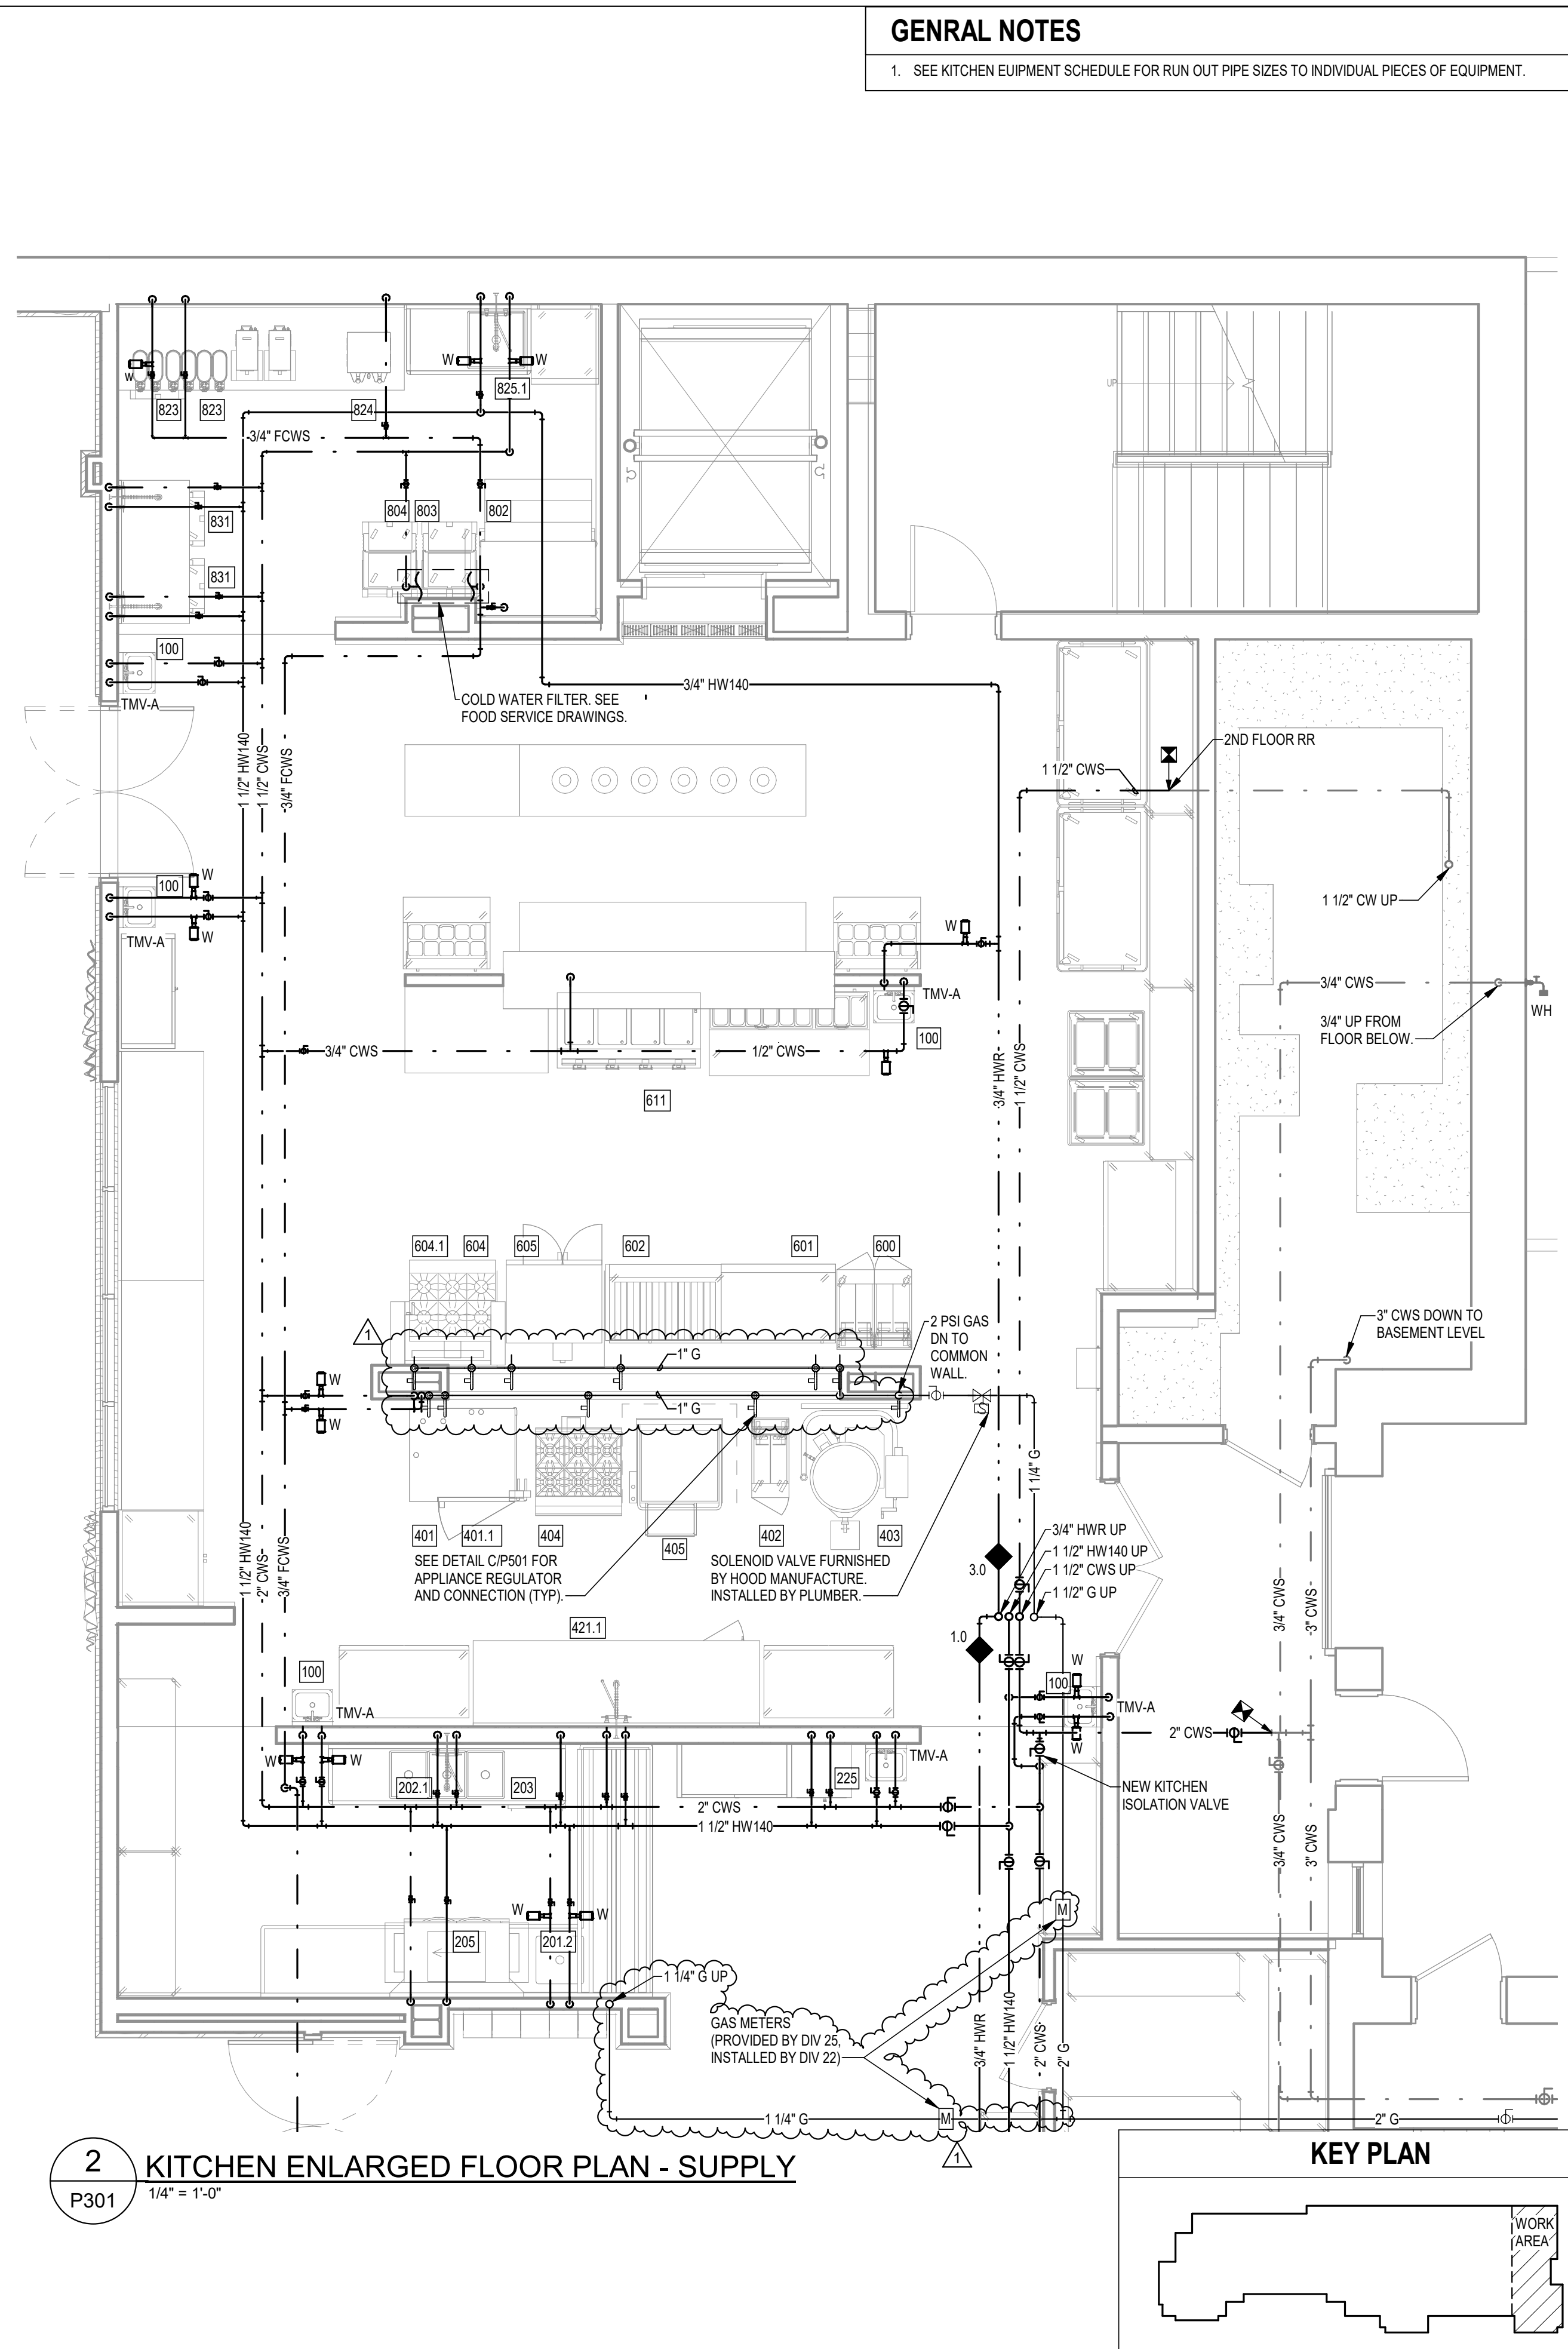 GENRAL NOTES
1. SEE KITCHEN EUIPMENT SCHEDULE FOR RUN OUT PIPE SIZES TO INDIVIDUAL PIECES OF EQUIPMENT.
W
W
W
825.1
823
823
824
3/4" FCWS
804
803
802
831
831
100
TMV-A
COLD WATER FILTER. SEE
FOOD SERVICE DRAWINGS.
3/4" HW140
UP
1 1/2" HW140
1 1/2" CWS
3/4" FCWS
2ND FLOOR RR
1 1/2" CWS
1 1/2" CW UP
100
W
W
TMV-A
W
TMV-A
100
3/4" CWS
1/2" CWS
611
3/4" HWR
1 1/2" CWS
3/4" CWS
WH
3/4" UP FROM
FLOOR BELOW.
604.1
604
605
602
601
600
1
1" G
1" G
2 PSI GAS
DN TO
COMMON
WALL.
3" CWS DOWN TO
BASEMENT LEVEL
W
W
1 1/4" G
401
401.1
404
405
402
403
SEE DETAIL C/P501 FOR
APPLIANCE REGULATOR
AND CONNECTION (TYP).
SOLENOID VALVE FURNISHED
BY HOOD MANUFACTURE.
INSTALLED BY PLUMBER.
1 1/2" HW140
2" CWS
3/4" FCWS
3/4" HWR UP
1 1/2" HW140 UP
1 1/2" CWS UP
1 1/2" G UP
3.0
1.0
3/4" CWS
3" CWS
421.1
100
TMV-A
100
W
TMV-A
W
2" CWS
W
W
202.1
203
225
TMV-A
NEW KITCHEN
ISOLATION VALVE
2" CWS
1 1/2" HW140
3/4" CWS
3" CWS
W
W
205
201.2
M
1 1/4" G UP
GAS METERS
(PROVIDED BY DIV 25,
INSTALLED BY DIV 22)
3/4" HWR
1 1/2" HW140
2" CWS
2" G
1 1/4" G
M
2" G
1
2
P301
KITCHEN ENLARGED FLOOR PLAN - SUPPLY
1/4" = 1'-0"
KEY PLAN
WORK
AREA